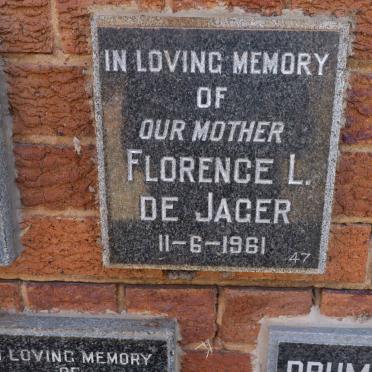 IN LOVING MEMORY
OF
OUR MOTHER
FLORENCE L.
DE JAGER
11-6-1961
47
LOVING MEMORY